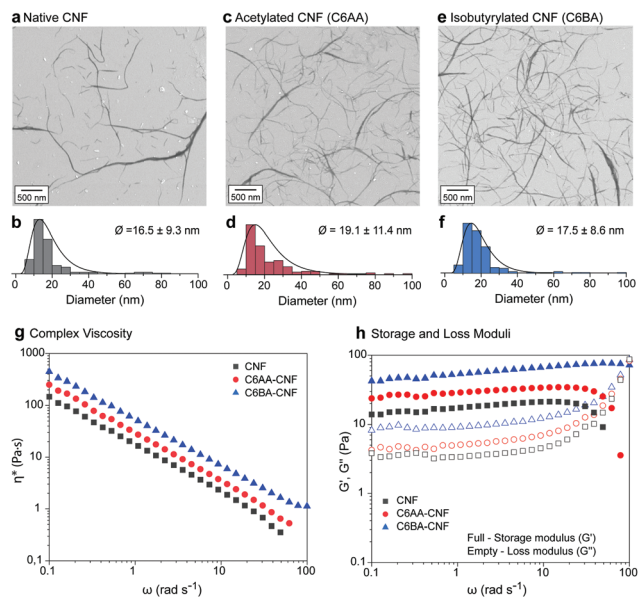 a Native CNF
c Acetylated CNF (C6AA)
e Isobutyrylated CNF (C6BA)
500 nm
500 nm
500 nm
b
Ø =16.5 ± 9.3 nm
0 20 40 60 80 100
Diameter (nm)
d
Ø = 19.1 ± 11.4 nm
0 20 40 60 80 100
Diameter (nm)
f
Ø = 17.5 ± 8.6 nm
0 20 40 60 80 100
Diameter (nm)
g Complex Viscosity
1000
100
10
1
0,1
η* (Pa·s)
CNF
C6AA-CNF
C6BA-CNF
0.1 1 10 100
ω (rad s⁻¹)
h Storage and Loss Moduli
100
10
1
0,1
G', G'' (Pa)
CNF
C6AA-CNF
C6BA-CNF
Full - Storage modulus (G')
Empty - Loss modulus (G'')
0.1 1 10 100
ω (rad s⁻¹)